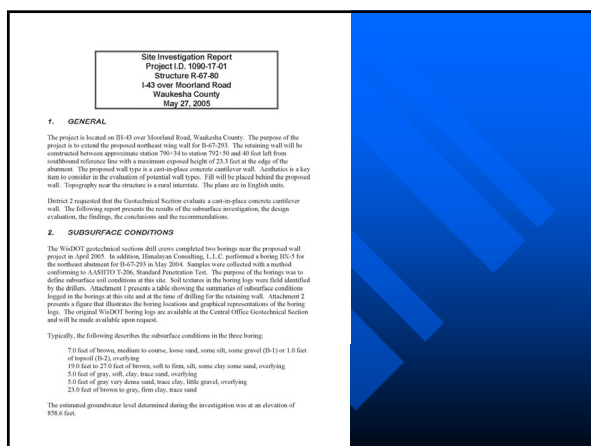 Site Investigation Report
Project I.D. 1090-17-01
Structure R-67-80
I-43 over Moorland Road
Waukesha County
May 27, 2005
1. GENERAL
The project is located on IH-43 over Moorland Road, Waukesha County. The purpose of the
project is to extend the proposed northeast wing wall for B-67-293. The retaining wall will be
constructed between approximate station 790+34 to station 792+50 and 40 feet left from
southbound reference line with a maximum exposed height of 23.3 feet at the edge of the
abutment. The proposed wall type is a cast-in-place concrete cantilever wall. Aesthetics is a key
item to consider in the evaluation of potential wall types. Fill will be placed behind the proposed
wall. Topography near the structure is a rural interstate. The plans are in English units.
District 2 requested that the Geotechnical Section evaluate a cast-in-place concrete cantilever
wall. The following report presents the results of the subsurface investigation, the design
evaluation, the findings, the conclusions and the recommendations.
2. SUBSURFACE CONDITIONS
The WisDOT geotechnical sections drill crews completed two borings near the proposed wall
project in April 2005. In addition, Himalayan Consulting, L.L.C. performed a boring BX-5 for
the northeast abutment for B-67-293 in May 2004. Samples were collected with a method
conforming to AASHTO T-206, Standard Penetration Test. The purpose of the borings was to
define subsurface soil conditions at this site. Soil textures in the boring logs were field identified
by the drillers. Attachment 1 presents a table showing the summaries of subsurface conditions
logged in the borings at this site and at the time of drilling for the retaining wall. Attachment 2
presents a figure that illustrates the boring locations and graphical representations of the boring
logs. The original WisDOT boring logs are available at the Central Office Geotechnical Section
and will be made available upon request.
Typically, the following describes the subsurface conditions in the three boring:
7.0 feet of brown, medium to course, loose sand, some silt, some gravel (B-1) or 1.0 feet
of topsoil (B-2), overlying
19.0 feet to 27.0 feet of brown, soft to firm, silt, some clay some sand, overlying
5.0 feet of gray, soft, clay, trace sand, overlying
5.0 feet of gray very dense sand, trace clay, little gravel, overlying
23.0 feet of brown to gray, firm clay, trace sand
The estimated groundwater level determined during the investigation was at an elevation of
858.6 feet.